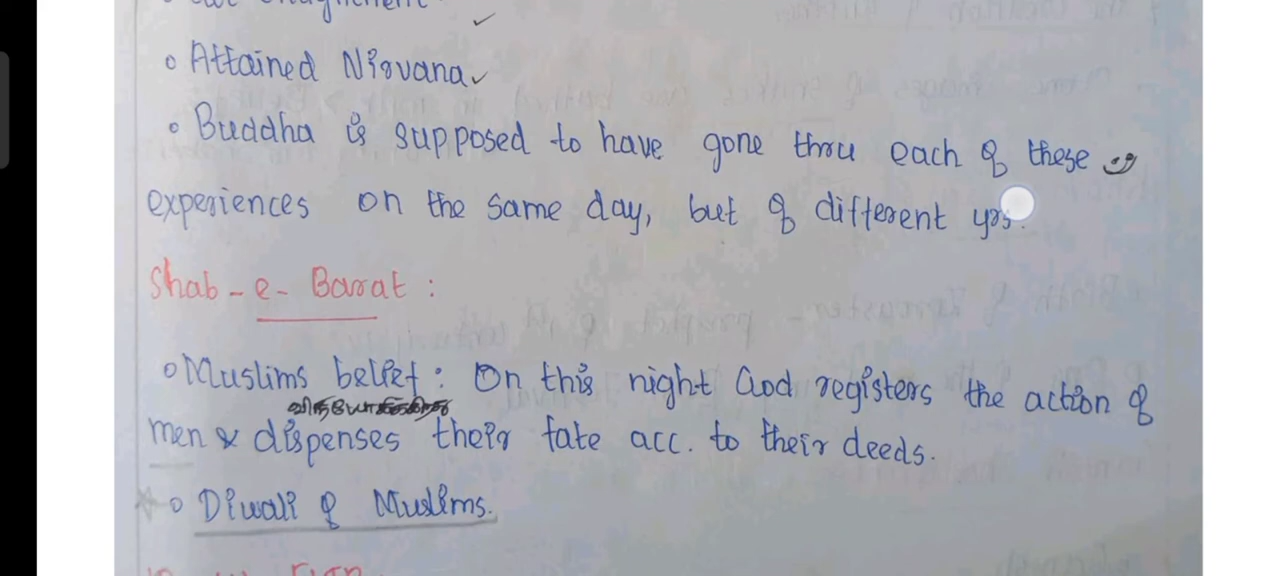 • Attained Nirvana ✓
• Buddha is supposed to have gone thru each of these
experiences on the same day, but of different yrs.
Shab-e-Barat :
• Muslims belief: On this night God registers the action of
men & dispenses their fate acc. to their deeds.
• Diwali of Muslims.